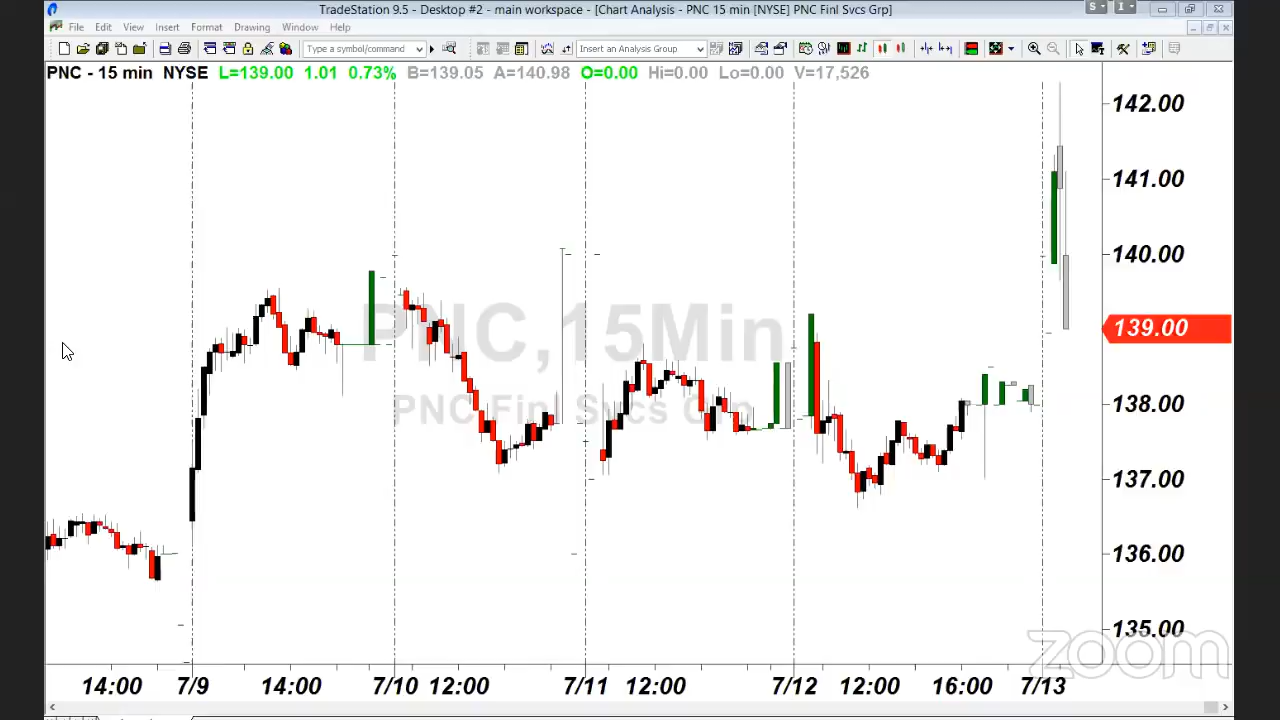 TradeStation 9.5 - Desktop #2 - main workspace - [Chart Analysis - PNC 15 min [NYSE] PNC Finl Svcs Grp]
S I
File Edit View Insert Format Drawing Window Help
Type a symbol/command Insert an Analysis Group
PNC - 15 min NYSE L=139.00 1.01 0.73% B=139.05 A=140.98 O=0.00 Hi=0.00 Lo=0.00 V=17,526
142.00
141.00
140.00
PNC,15Min
139.00
PNC Finl Svcs Grp
138.00
137.00
136.00
135.00
zoom
14:00 7/9 14:00 7/10 12:00 7/11 12:00 7/12 12:00 16:00 7/13